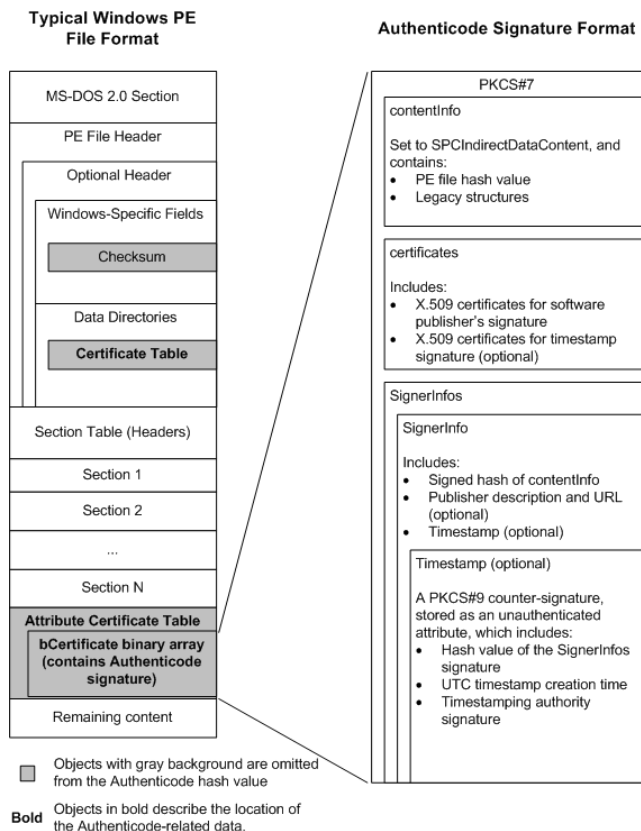 Typical Windows PE
File Format
MS-DOS 2.0 Section
PE File Header
Optional Header
Windows-Specific Fields
Checksum
Data Directories
Certificate Table
Section Table (Headers)
Section 1
Section 2
...
Section N
Attribute Certificate Table
bCertificate binary array
(contains Authenticode
signature)
Remaining content
Objects with gray background are omitted
from the Authenticode hash value
Bold Objects in bold describe the location of
the Authenticode-related data.
Authenticode Signature Format
PKCS#7
contentInfo
Set to SPCIndirectDataContent, and
contains:
• PE file hash value
• Legacy structures
certificates
Includes:
• X.509 certificates for software
publisher's signature
• X.509 certificates for timestamp
signature (optional)
SignerInfos
SignerInfo
Includes:
• Signed hash of contentInfo
• Publisher description and URL
(optional)
• Timestamp (optional)
Timestamp (optional)
A PKCS#9 counter-signature,
stored as an unauthenticated
attribute, which includes:
• Hash value of the SignerInfos
signature
• UTC timestamp creation time
• Timestamping authority
signature